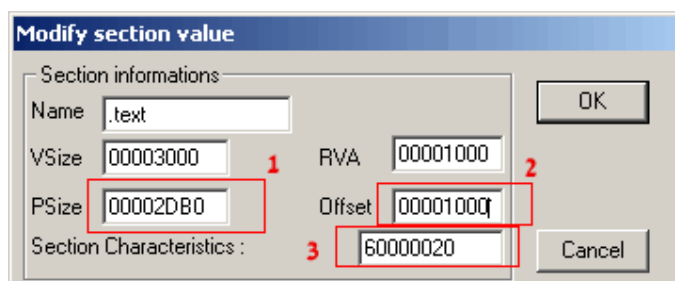 Modify section value
Section informations
Name .text OK
VSize 00003000 1 RVA 00001000 2
PSize 00002DB0 Offset 00001000
Section Characteristics : 3 60000020 Cancel